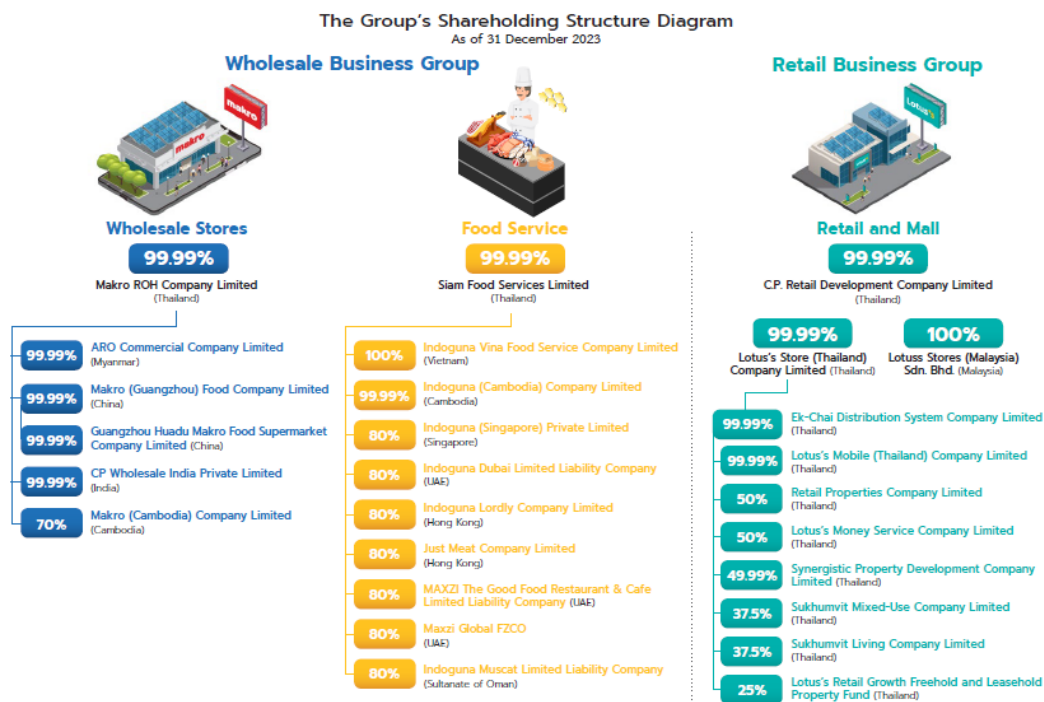 The Group's Shareholding Structure Diagram
As of 31 December 2023
Wholesale Business Group
Retail Business Group
makro
makro
Lotus's
Lotus's
Wholesale Stores
99.99%
Makro ROH Company Limited
(Thailand)
99.99%
ARO Commercial Company Limited
(Myanmar)
99.99%
Makro (Guangzhou) Food Company Limited
(China)
99.99%
Guangzhou Huadu Makro Food Supermarket
Company Limited (China)
99.99%
CP Wholesale India Private Limited
(India)
70%
Makro (Cambodia) Company Limited
(Cambodia)
Food Service
99.99%
Siam Food Services Limited
(Thailand)
100%
Indoguna Vina Food Service Company Limited
(Vietnam)
99.99%
Indoguna (Cambodia) Company Limited
(Cambodia)
80%
Indoguna (Singapore) Private Limited
(Singapore)
80%
Indoguna Dubai Limited Liability Company
(UAE)
80%
Indoguna Lordly Company Limited
(Hong Kong)
80%
Just Meat Company Limited
(Hong Kong)
80%
MAXZI The Good Food Restaurant & Cafe
Limited Liability Company (UAE)
80%
Maxzi Global FZCO
(UAE)
80%
Indoguna Muscat Limited Liability Company
(Sultanate of Oman)
Retail and Mall
99.99%
C.P. Retail Development Company Limited
(Thailand)
99.99%
Lotus's Store (Thailand)
Company Limited (Thailand)
100%
Lotuss Stores (Malaysia)
Sdn. Bhd. (Malaysia)
99.99%
Ek-Chai Distribution System Company Limited
(Thailand)
99.99%
Lotus's Mobile (Thailand) Company Limited
(Thailand)
50%
Retail Properties Company Limited
(Thailand)
50%
Lotus's Money Service Company Limited
(Thailand)
49.99%
Synergistic Property Development Company
Limited (Thailand)
37.5%
Sukhumvit Mixed-Use Company Limited
(Thailand)
37.5%
Sukhumvit Living Company Limited
(Thailand)
25%
Lotus's Retail Growth Freehold and Leasehold
Property Fund (Thailand)